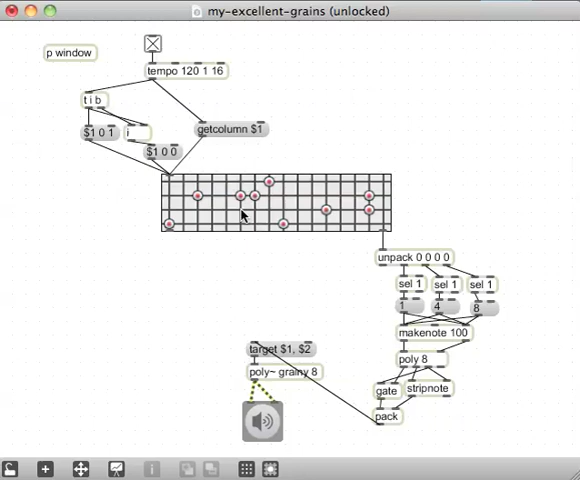 my-excellent-grains (unlocked)
p window
tempo 120 1 16
t i b
getcolumn $1
$1 0 1
i
$1 0 0
unpack 0 0 0 0
sel 1
sel 1
sel 1
1
4
8
makenote 100
target $1, $2
poly 8
poly~ grainy 8
gate
stripnote
pack